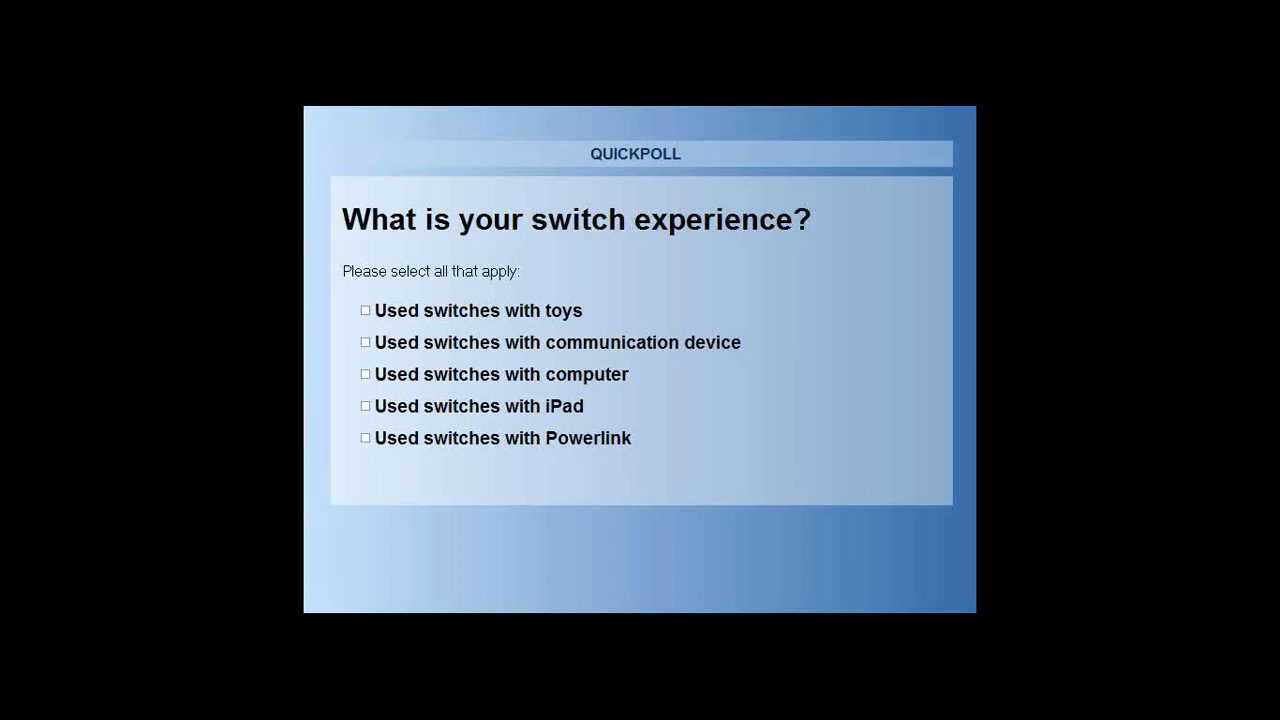 QUICKPOLL
What is your switch experience?
Please select all that apply:
Used switches with toys
Used switches with communication device
Used switches with computer
Used switches with iPad
Used switches with Powerlink